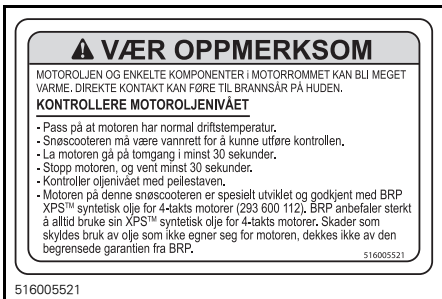 VÆR OPPMERKSOM
MOTOROLJEN OG ENKELTE KOMPONENTER i MOTORROMMET KAN BLI MEGET
VARME. DIREKTE KONTAKT KAN FØRE TIL BRANNSÅR PÅ HUDEN.
KONTROLLERE MOTOROLJENIVÅET
- Pass på at motoren har normal driftstemperatur.
- Snøscooteren må være vannrett for å kunne utføre kontrollen.
- La motoren gå på tomgang i minst 30 sekunder.
- Stopp motoren, og vent minst 30 sekunder.
- Kontroller oljenivået med peilestaven.
- Motoren på denne snøscooteren er spesielt utviklet og godkjent med BRP
XPS™ syntetisk olje for 4-takts motorer (293 600 112). BRP anbefaler sterkt
å alltid bruke sin XPS™ syntetisk olje for 4-takts motorer. Skader som
skyldes bruk av olje som ikke egner seg for motoren, dekkes ikke av den
begrensede garantien fra BRP.
516005521
516005521